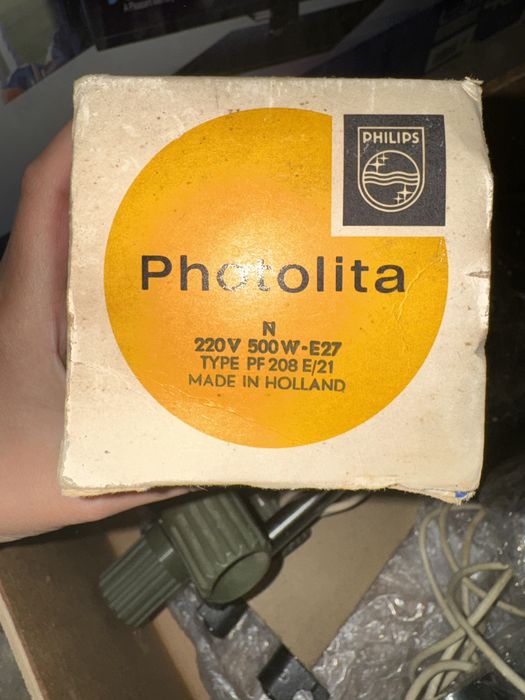 PHILIPS
Photolita
N
220V 500W-E27
TYPE PF 208 E/21
MADE IN HOLLAND